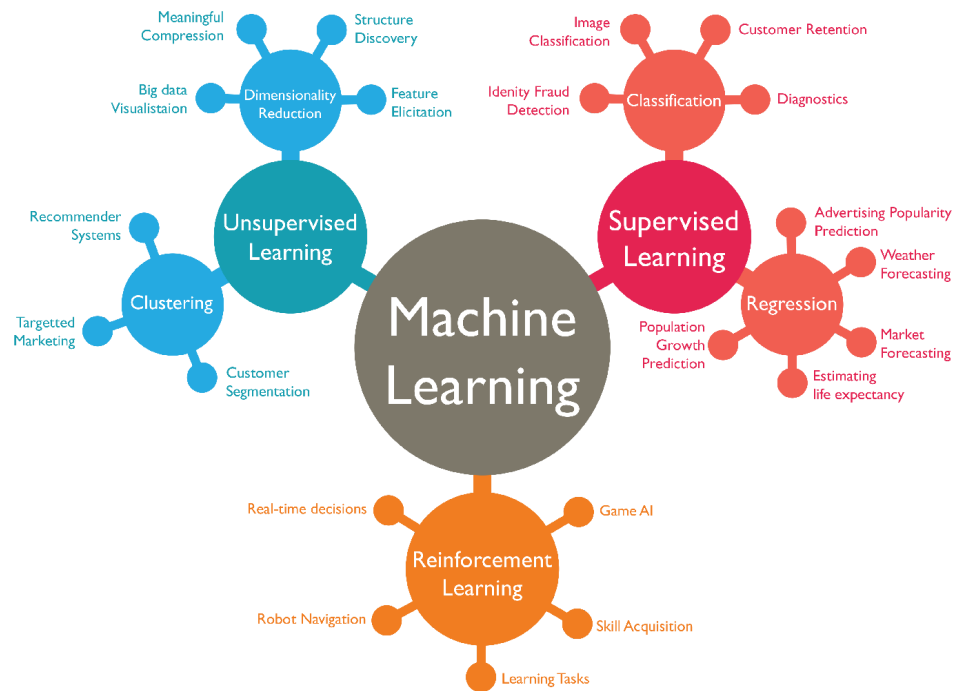 Meaningful
Compression
Structure
Discovery
Big data
Visualistaion
Dimensionality
Reduction
Feature
Elicitation
Image
Classification
Customer Retention
Idenity Fraud
Detection
Classification
Diagnostics
Recommender
Systems
Unsupervised
Learning
Clustering
Targetted
Marketing
Customer
Segmentation
Machine
Learning
Supervised
Learning
Advertising Popularity
Prediction
Weather
Forecasting
Regression
Population
Growth
Prediction
Market
Forecasting
Estimating
life expectancy
Real-time decisions
Game AI
Reinforcement
Learning
Robot Navigation
Skill Acquisition
Learning Tasks